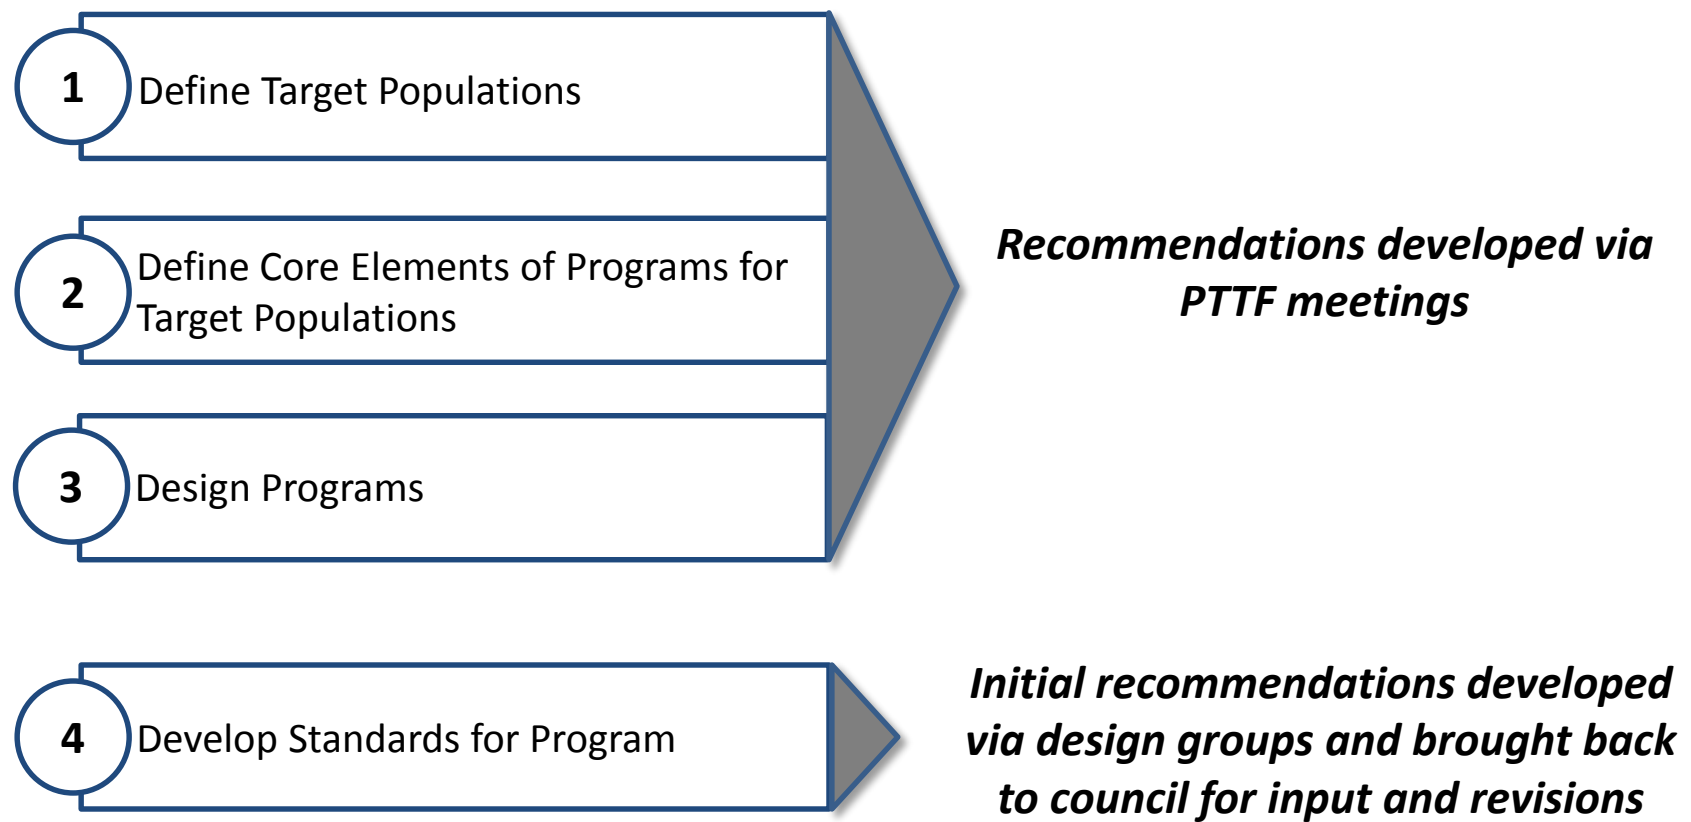 1
Define Target Populations
2
Define Core Elements of Programs for
Target Populations
3
Design Programs
Recommendations developed via
PTTF meetings
4
Develop Standards for Program
Initial recommendations developed
via design groups and brought back
to council for input and revisions